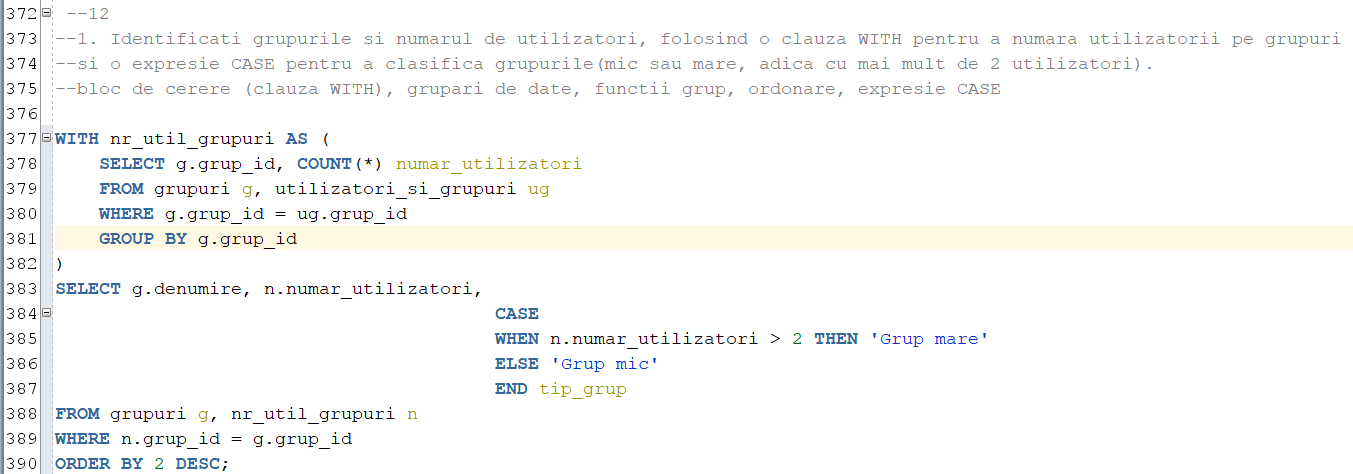 372 --12
373 --1. Identificati grupurile si numarul de utilizatori, folosind o clauza WITH pentru a numara utilizatorii pe grupuri
374 --si o expresie CASE pentru a clasifica grupurile(mic sau mare, adica cu mai mult de 2 utilizatori).
375 --bloc de cerere (clauza WITH), grupari de date, functii grup, ordonare, expresie CASE
376
377 WITH nr_util_grupuri AS (
378 SELECT g.grup_id, COUNT(*) numar_utilizatori
379 FROM grupuri g, utilizatori_si_grupuri ug
380 WHERE g.grup_id = ug.grup_id
381 GROUP BY g.grup_id
382 )
383 SELECT g.denumire, n.numar_utilizatori,
384 CASE
385 WHEN n.numar_utilizatori > 2 THEN 'Grup mare'
386 ELSE 'Grup mic'
387 END tip_grup
388 FROM grupuri g, nr_util_grupuri n
389 WHERE n.grup_id = g.grup_id
390 ORDER BY 2 DESC;